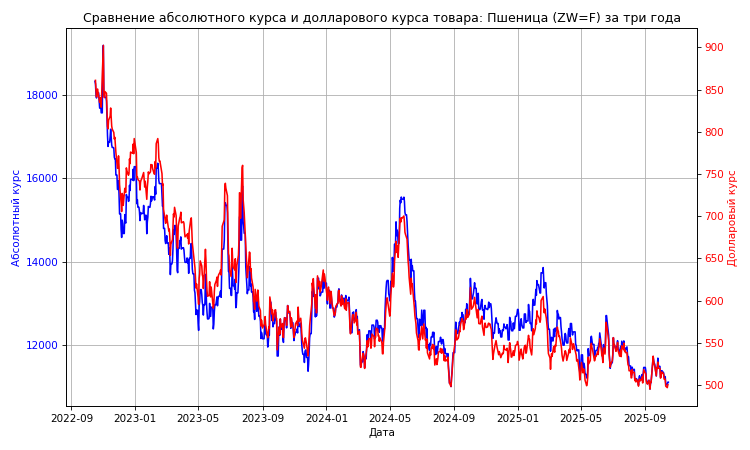 Сравнение абсолютного курса и долларового курса товара: Пшеница (ZW=F) за три года
Абсолютный курс
18000
16000
14000
12000
900
850
800
750
700
650
600
550
500
Долларовый курс
2022-09 2023-01 2023-05 2023-09 2024-01 2024-05 2024-09 2025-01 2025-05 2025-09
Дата